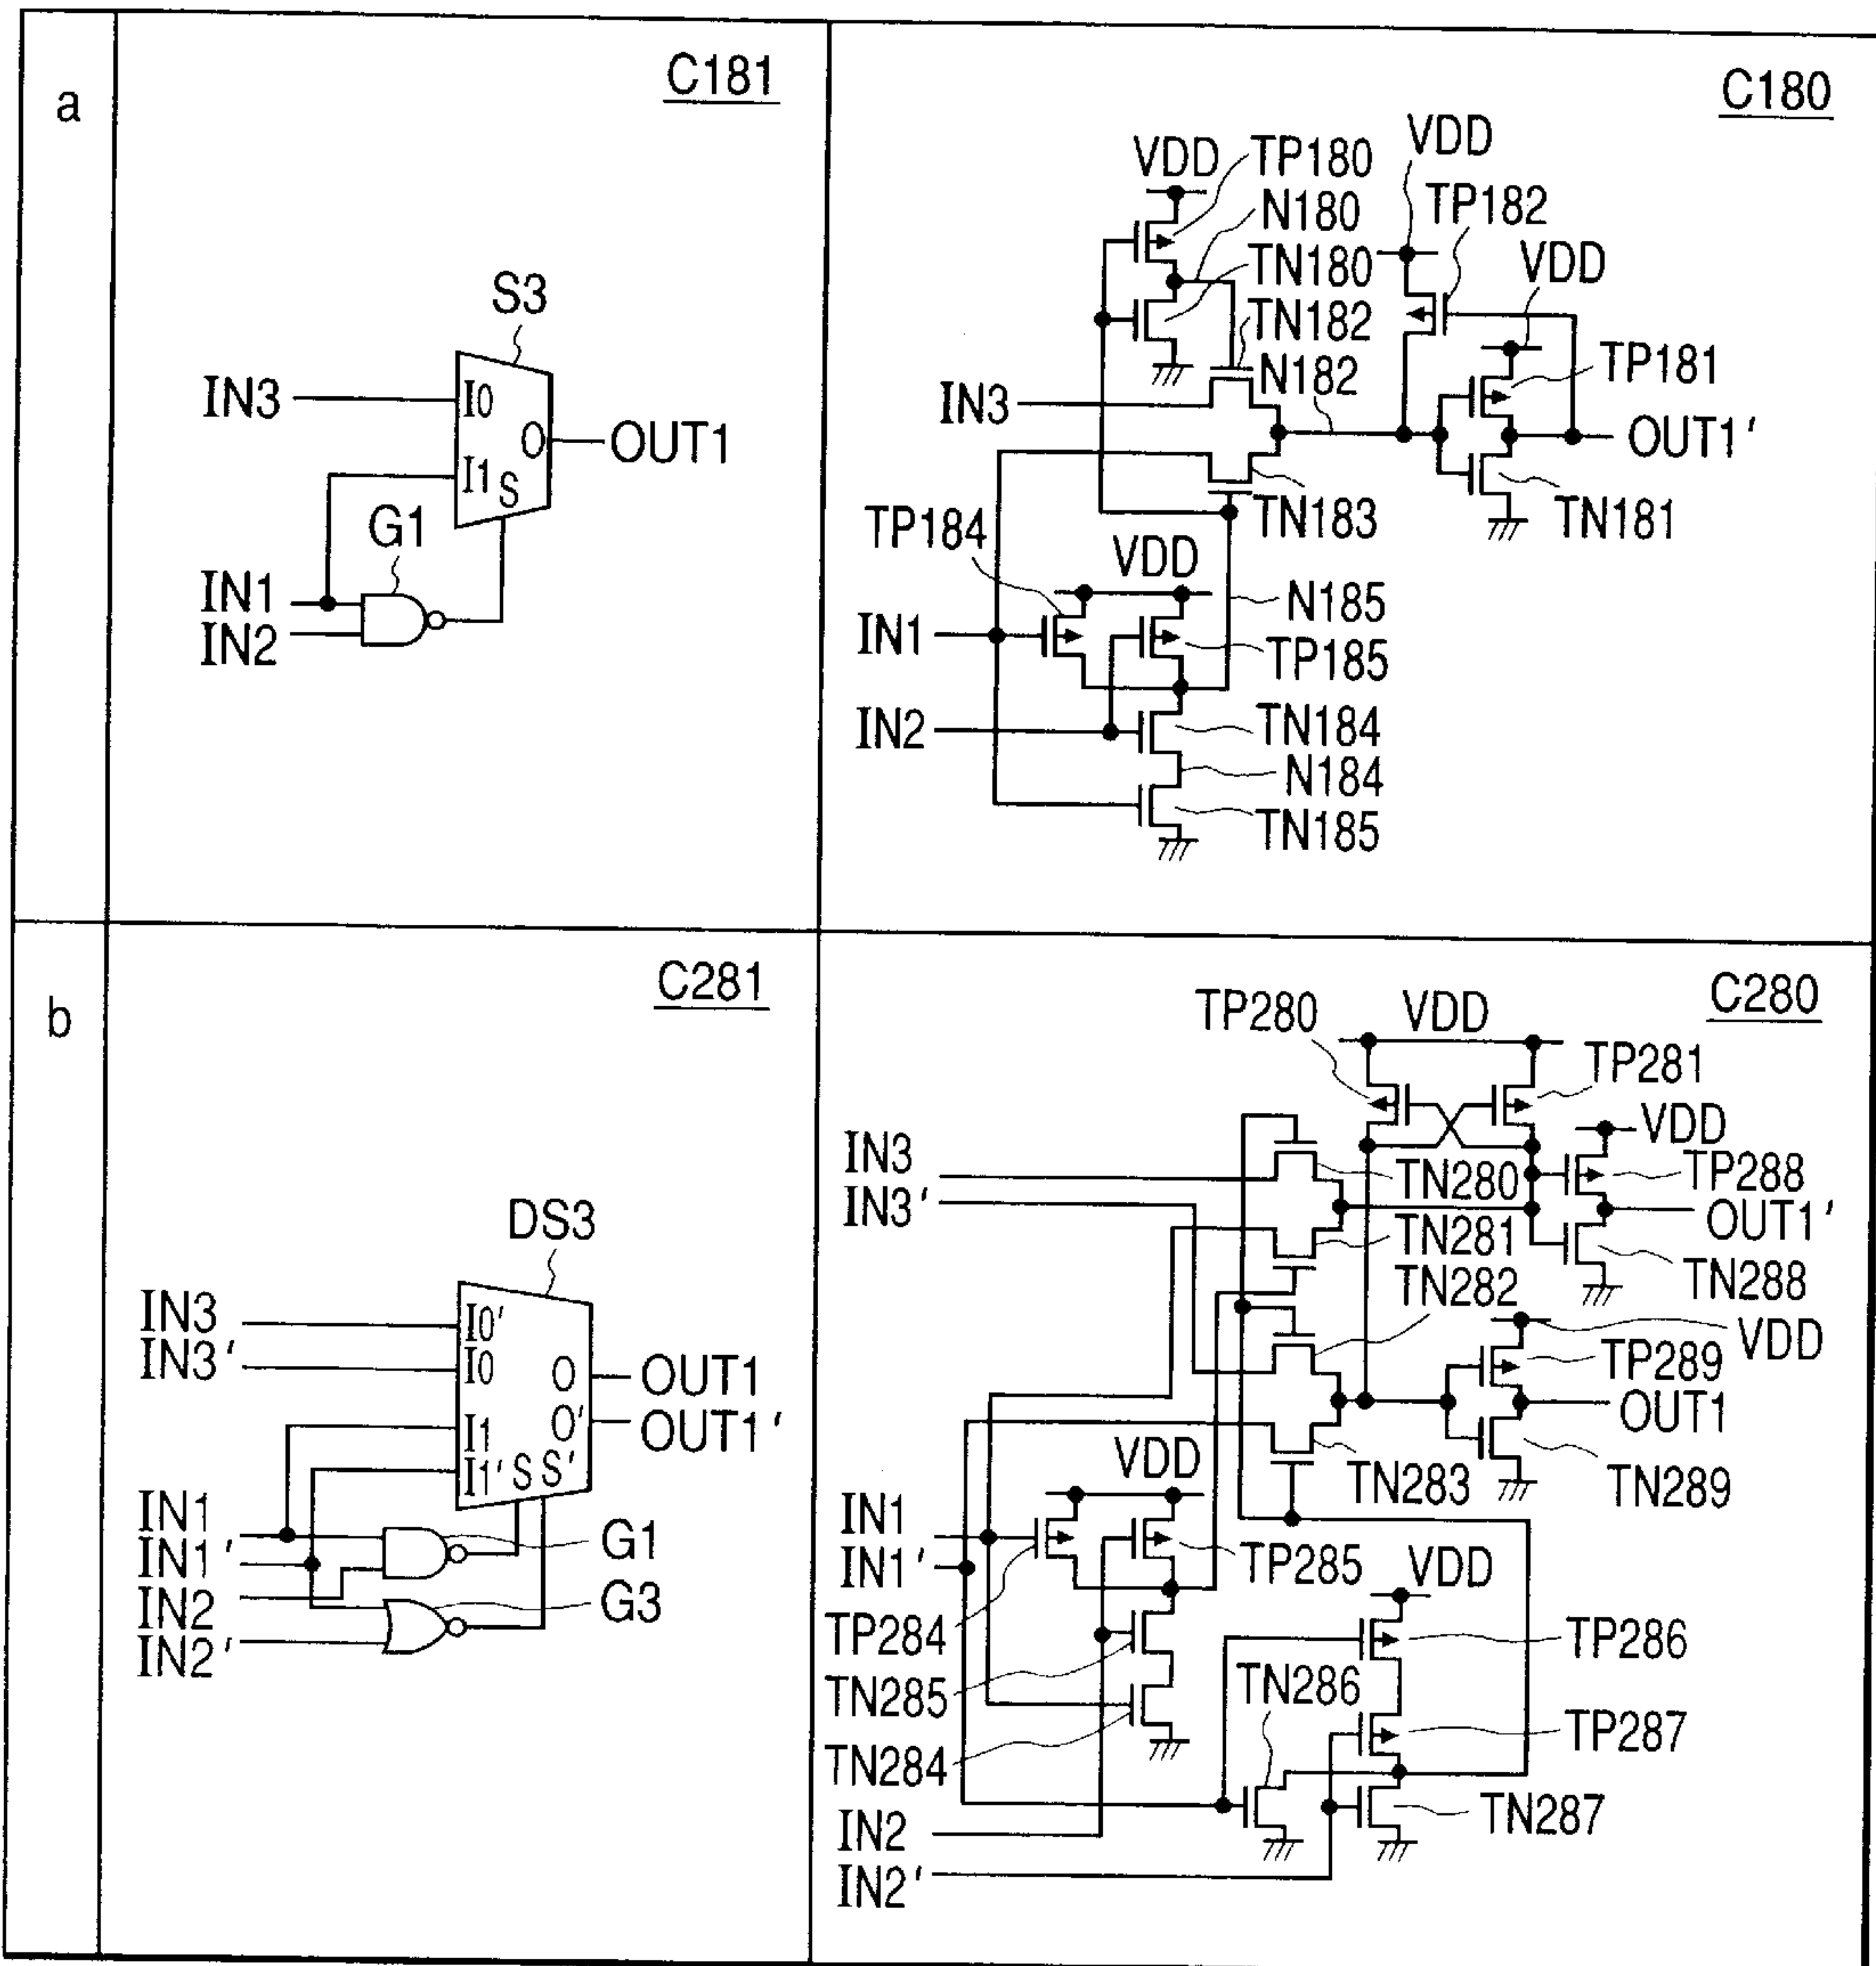 a
C181
S3
IN3
I0
O
OUT1
I1
S
G1
IN1
IN2
C180
VDD
TP180
VDD
N180
TP182
TN180
VDD
TN182
N182
TP181
IN3
OUT1'
TN183
TN181
TP184
VDD
N185
IN1
TP185
IN2
TN184
N184
TN185
b
C281
DS3
IN3
I0'
IN3'
I0
O
OUT1
I1
O'
OUT1'
I1'
S
S'
IN1
G1
IN1'
IN2
G3
IN2'
C280
TP280
VDD
TP281
VDD
IN3
TN280
TP288
IN3'
TN281
OUT1'
TN282
TN288
VDD
TP289
OUT1
VDD
TN283
TN289
IN1
IN1'
TP285
VDD
TP284
TP286
TN285
TN286
TP287
TN284
TN287
IN2
IN2'